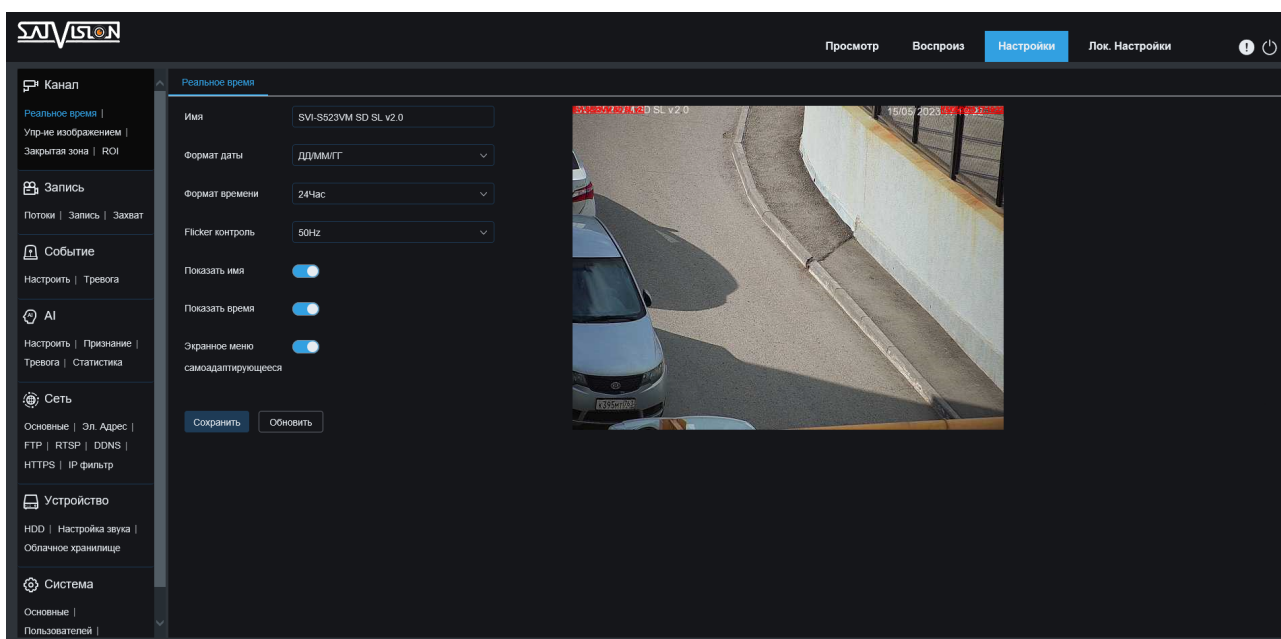 SATVISION
Просмотр
Воспроиз
Настройки
Лок. Настройки
Канал
Реальное время |
Упр-ие изображением |
Закрытая зона | ROI
Запись
Потоки | Запись | Захват
Событие
Настроить | Тревога
AI
Настроить | Признание |
Тревога | Статистика
Сеть
Основные | Эл. Адрес |
FTP | RTSP | DDNS |
HTTPS | IP фильтр
Устройство
HDD | Настройка звука |
Облачное хранилище
Система
Основные |
Пользователей |
Реальное время
Имя
SVI-S523VM SD SL v2.0
Формат даты
ДД/ММ/ГГ
Формат времени
24Час
Flicker контроль
50Hz
Показать имя
Показать время
Экранное меню
самоадаптирующееся
Сохранить
Обновить
SD SL v2.0
15/05/2023